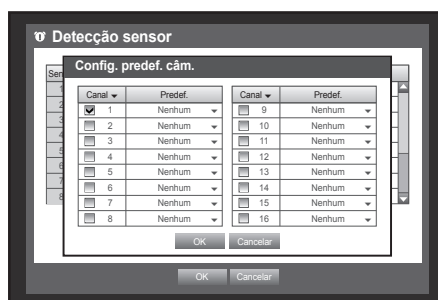 Detecção sensor
Sen
Config. predef. câm.
Canal Predef. Canal Predef.
1 Nenhum 9 Nenhum
2 Nenhum 10 Nenhum
3 Nenhum 11 Nenhum
4 Nenhum 12 Nenhum
5 Nenhum 13 Nenhum
6 Nenhum 14 Nenhum
7 Nenhum 15 Nenhum
8 Nenhum 16 Nenhum
OK Cancelar
OK Cancelar